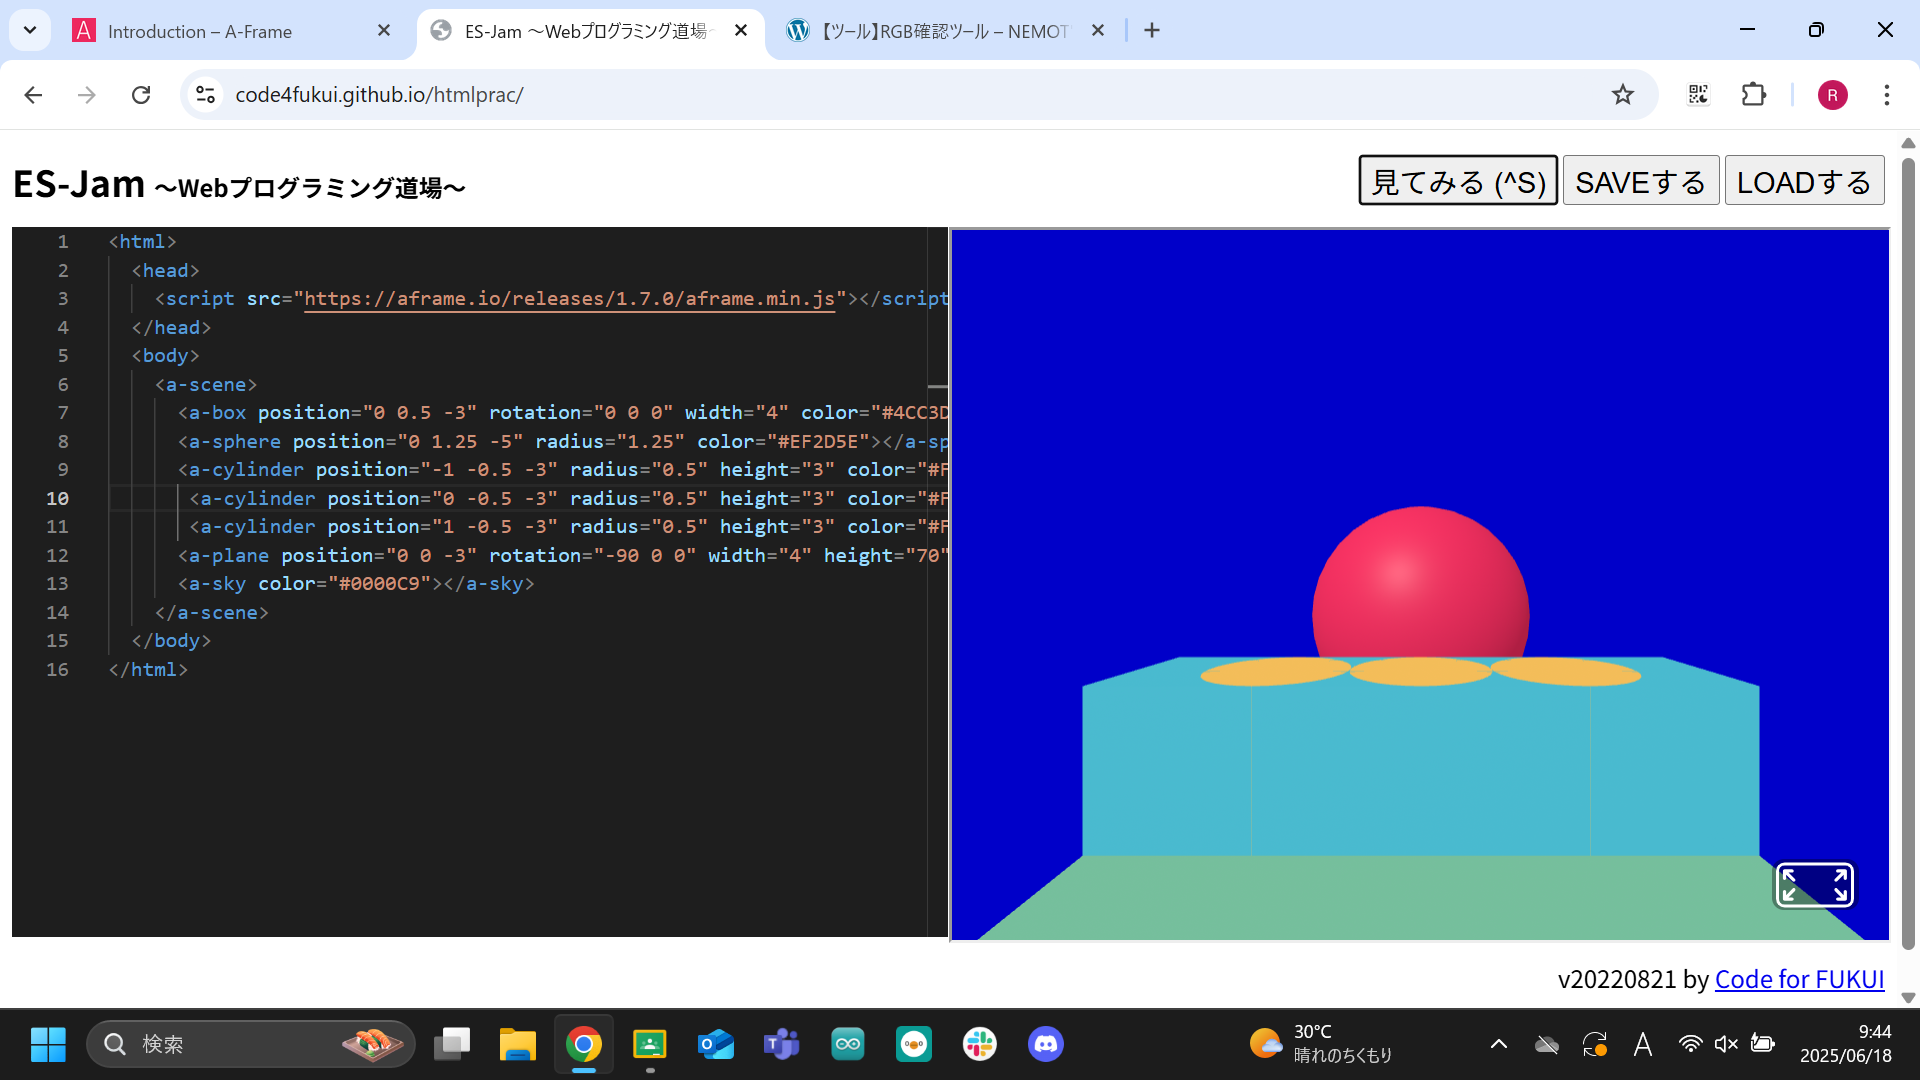 Introduction – A-Frame
ES-Jam 〜Webプログラミング道場〜
【ツール】RGB確認ツール – NEMOT
code4fukui.github.io/htmlprac/
R
ES-Jam 〜Webプログラミング道場〜
見てみる (^S)
SAVEする
LOADする
1 <html>
2 <head>
3 <script src="https://aframe.io/releases/1.7.0/aframe.min.js"></script
4 </head>
5 <body>
6 <a-scene>
7 <a-box position="0 0.5 -3" rotation="0 0 0" width="4" color="#4CC3D
8 <a-sphere position="0 1.25 -5" radius="1.25" color="#EF2D5E"></a-sp
9 <a-cylinder position="-1 -0.5 -3" radius="0.5" height="3" color="#F
10 <a-cylinder position="0 -0.5 -3" radius="0.5" height="3" color="#F
11 <a-cylinder position="1 -0.5 -3" radius="0.5" height="3" color="#F
12 <a-plane position="0 0 -3" rotation="-90 0 0" width="4" height="70"
13 <a-sky color="#0000C9"></a-sky>
14 </a-scene>
15 </body>
16 </html>
v20220821 by Code for FUKUI
検索
30°C
晴れのちくもり
A
9:44
2025/06/18